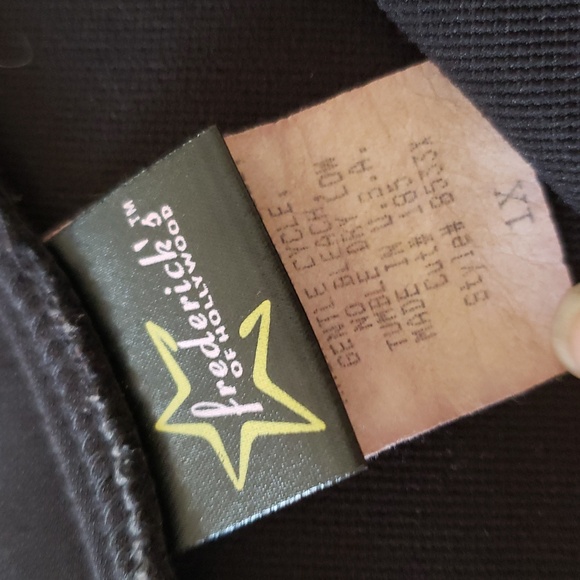 frederick's™
OF HOLLYWOOD
GENTLE CYCLE,
NO BLEACH,
TUMBLE DRY LOW
MADE IN U.S.A.
Cut# 185
Style# 8533X
1X